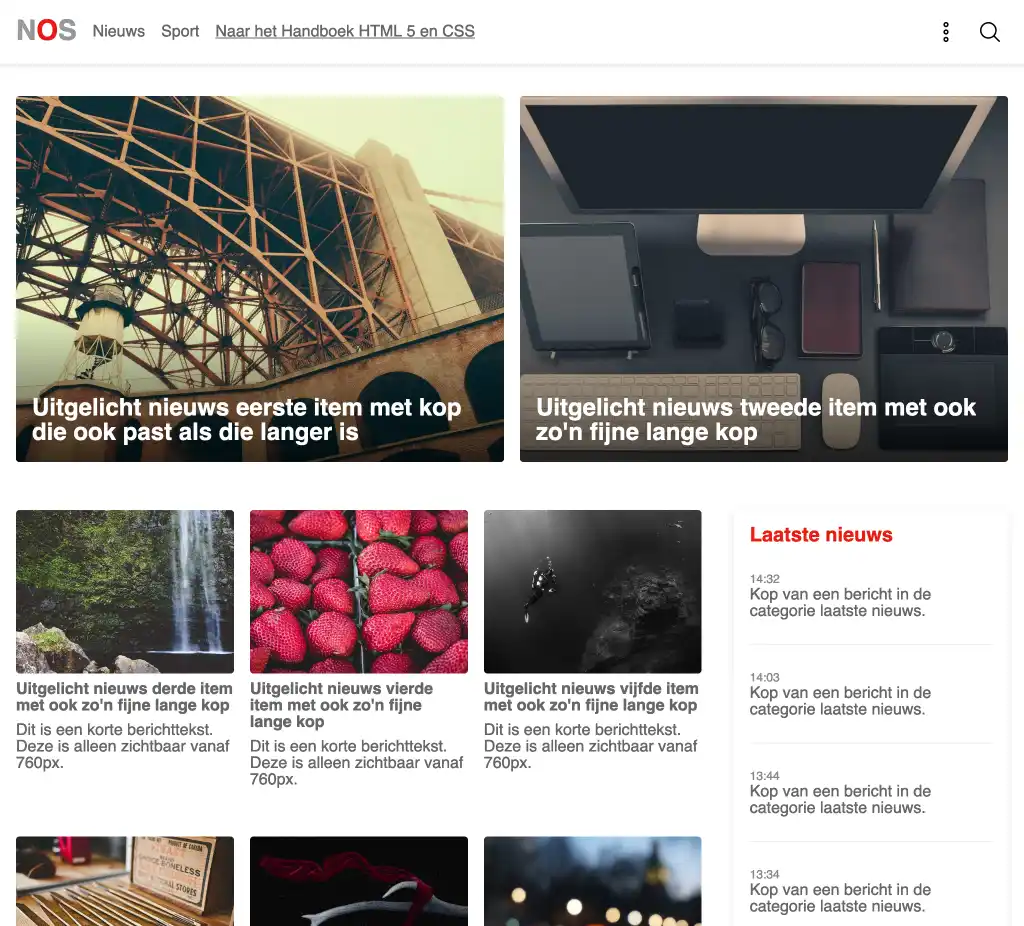 NOS Nieuws Sport Naar het Handboek HTML 5 en CSS
Uitgelicht nieuws eerste item met kop
die ook past als die langer is
Uitgelicht nieuws tweede item met ook
zo'n fijne lange kop
Uitgelicht nieuws derde item
met ook zo'n fijne lange kop
Dit is een korte berichttekst.
Deze is alleen zichtbaar vanaf
760px.
Uitgelicht nieuws vierde
item met ook zo'n fijne
lange kop
Dit is een korte berichttekst.
Deze is alleen zichtbaar vanaf
760px.
Uitgelicht nieuws vijfde item
met ook zo'n fijne lange kop
Dit is een korte berichttekst.
Deze is alleen zichtbaar vanaf
760px.
Laatste nieuws
14:32
Kop van een bericht in de
categorie laatste nieuws.
14:03
Kop van een bericht in de
categorie laatste nieuws.
13:44
Kop van een bericht in de
categorie laatste nieuws.
13:34
Kop van een bericht in de
categorie laatste nieuws.
STORES